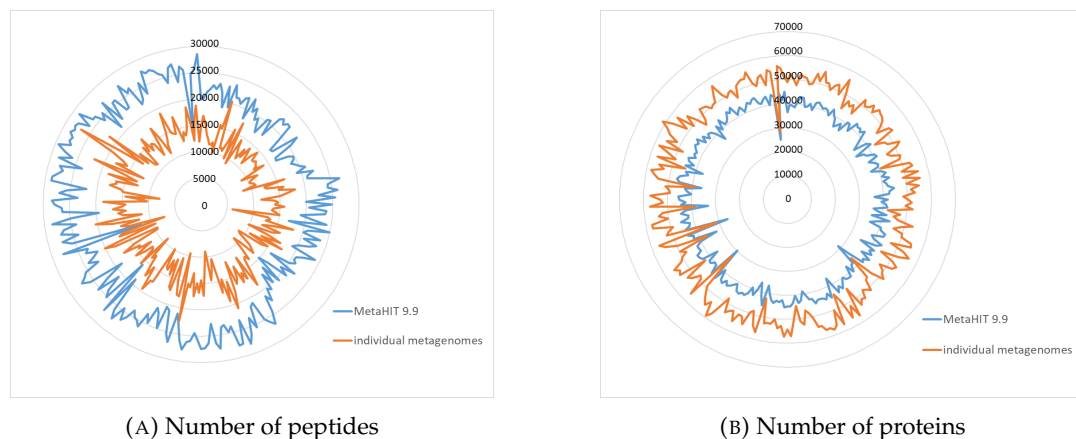 30000
25000
20000
15000
10000
5000
0
MetaHIT 9.9
individual metagenomes
(A) Number of peptides
70000
60000
50000
40000
30000
20000
10000
0
MetaHIT 9.9
individual metagenomes
(B) Number of proteins